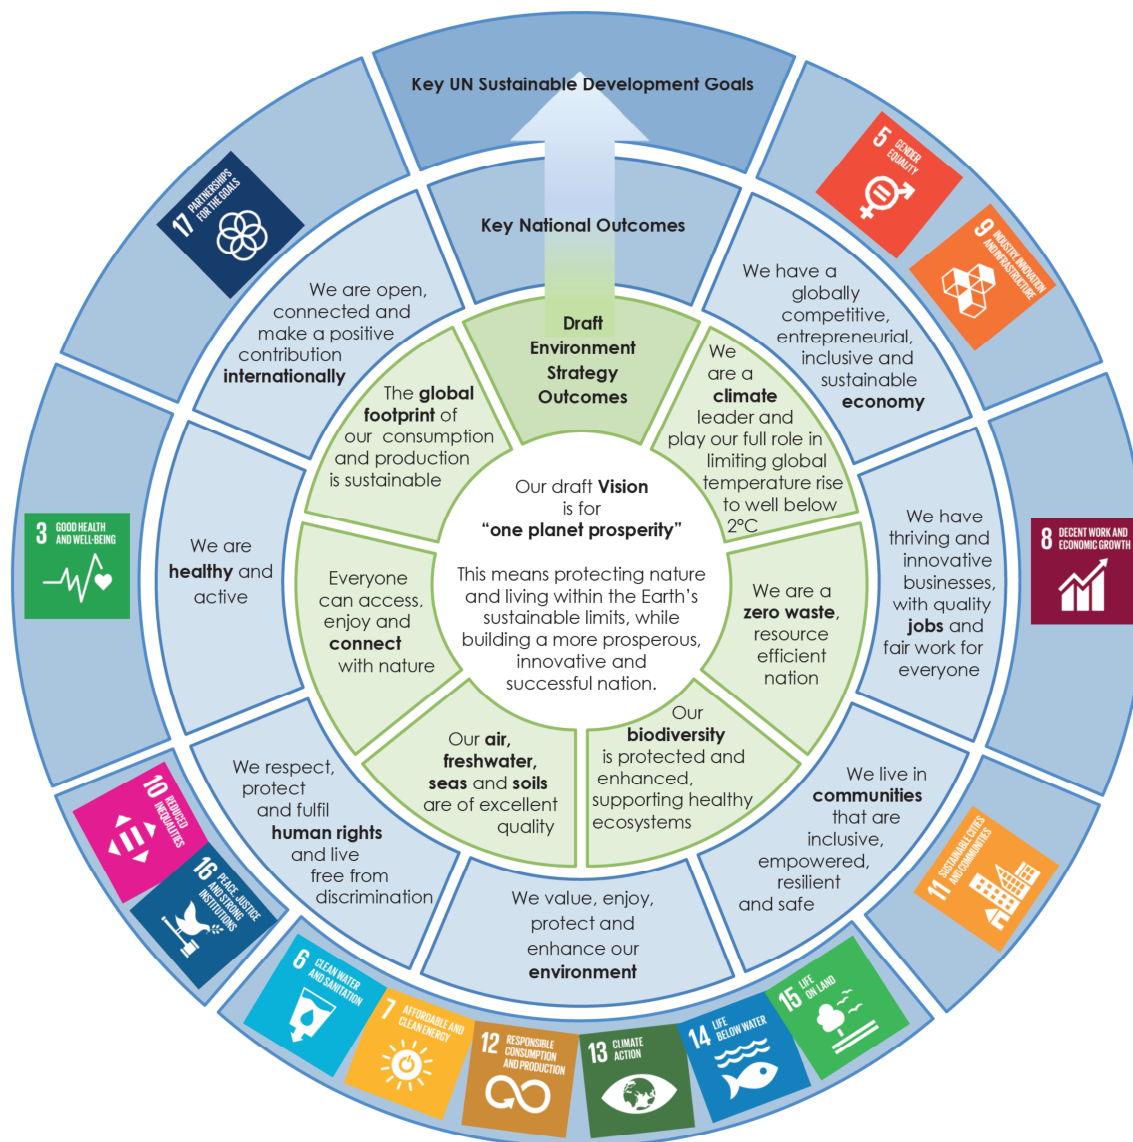 Key UN Sustainable Development Goals
Key National Outcomes
Draft
Environment
Strategy
Outcomes
5 GENDER
EQUALITY
9 INDUSTRY, INNOVATION
AND INFRASTRUCTURE
We have a
globally
competitive,
entrepreneurial,
inclusive and
sustainable
economy
We
are a
climate
leader and
play our full role in
limiting global
temperature rise
to well below
2°C
8 DECENT WORK AND
ECONOMIC GROWTH
We have
thriving and
innovative
businesses,
with quality
jobs and
fair work for
everyone
We are a
zero waste,
resource
efficient
nation
11 SUSTAINABLE CITIES
AND COMMUNITIES
We live in
communities
that are
inclusive,
empowered,
resilient
and safe
Our
biodiversity
is protected and
enhanced,
supporting healthy
ecosystems
6 CLEAN WATER
AND SANITATION
7 AFFORDABLE AND
CLEAN ENERGY
12 RESPONSIBLE
CONSUMPTION
AND PRODUCTION
13 CLIMATE
ACTION
14 LIFE
BELOW WATER
15 LIFE
ON LAND
We value, enjoy,
protect and
enhance our
environment
Our air,
freshwater,
seas and soils
are of excellent
quality
10 REDUCED
INEQUALITIES
16 PEACE, JUSTICE
AND STRONG
INSTITUTIONS
We respect,
protect
and fulfil
human rights
and live
free from
discrimination
Everyone
can access,
enjoy and
connect
with nature
3 GOOD HEALTH
AND WELL-BEING
We are
healthy and
active
17 PARTNERSHIPS
FOR THE GOALS
We are open,
connected and
make a positive
contribution
internationally
The global
footprint of
our consumption
and production
is sustainable
Our draft Vision
is for
“one planet prosperity”
This means protecting nature
and living within the Earth’s
sustainable limits, while
building a more prosperous,
innovative and
successful nation.